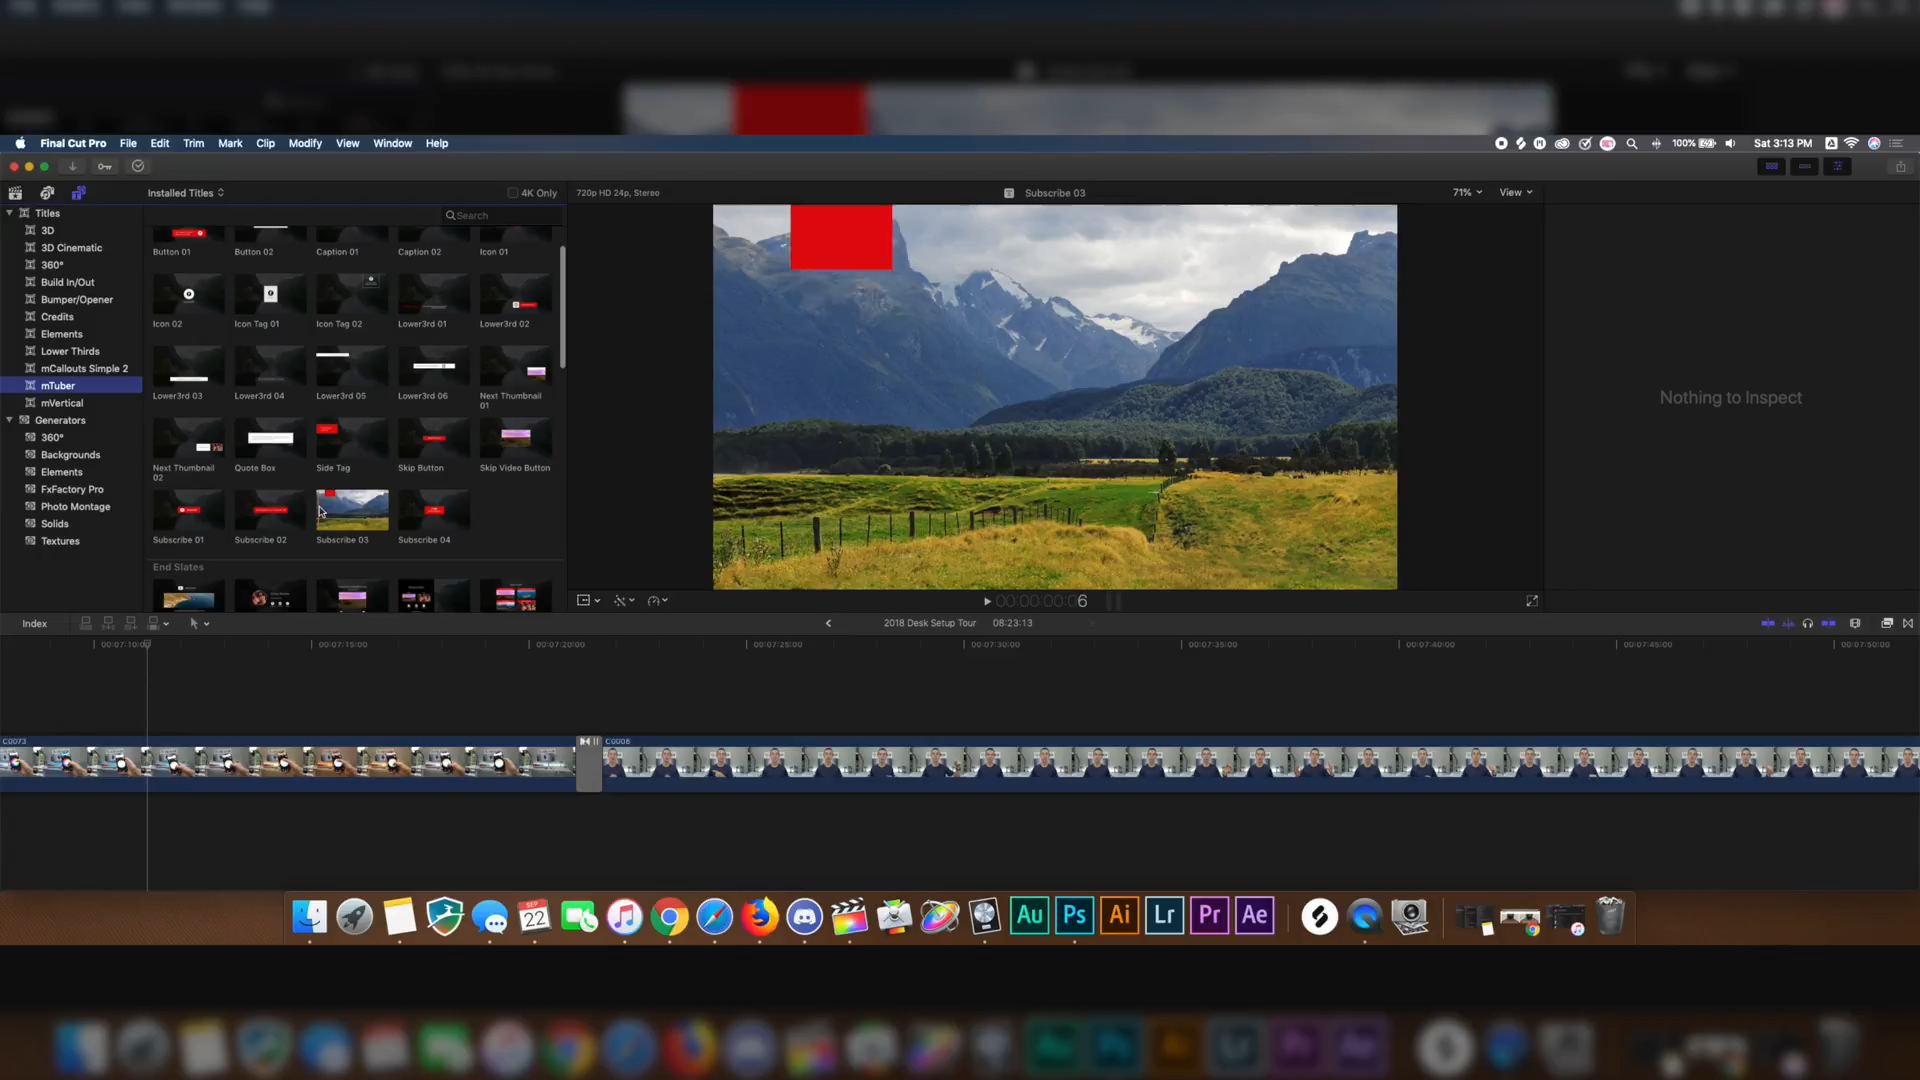 Final Cut Pro File Edit Trim Mark Clip Modify View Window Help
100% Sat 3:13 PM
Installed Titles 4K Only 720p HD 24p, Stereo Subscribe 03 71% View
Search
Titles
3D
3D Cinematic
360°
Build In/Out
Bumper/Opener
Credits
Elements
Lower Thirds
mCallouts Simple 2
mTuber
mVertical
Generators
360°
Backgrounds
Elements
FxFactory Pro
Photo Montage
Solids
Textures
Button 01 Button 02 Caption 01 Caption 02 Icon 01
Icon 02 Icon Tag 01 Icon Tag 02 Lower3rd 01 Lower3rd 02
Lower3rd 03 Lower3rd 04 Lower3rd 05 Lower3rd 06 Next Thumbnail
01
Next Thumbnail Quote Box Side Tag Skip Button Skip Video Button
02
Subscribe 01 Subscribe 02 Subscribe 03 Subscribe 04
End Slates
Nothing to Inspect
00:00:00:06
Index 2018 Desk Setup Tour 08:23:13
00:07:10:00 00:07:15:00 00:07:20:00 00:07:25:00 00:07:30:00 00:07:35:00 00:07:40:00 00:07:45:00 00:07:50:00
C0073 C0006
SEP
22
Au Ps Ai Lr Pr Ae